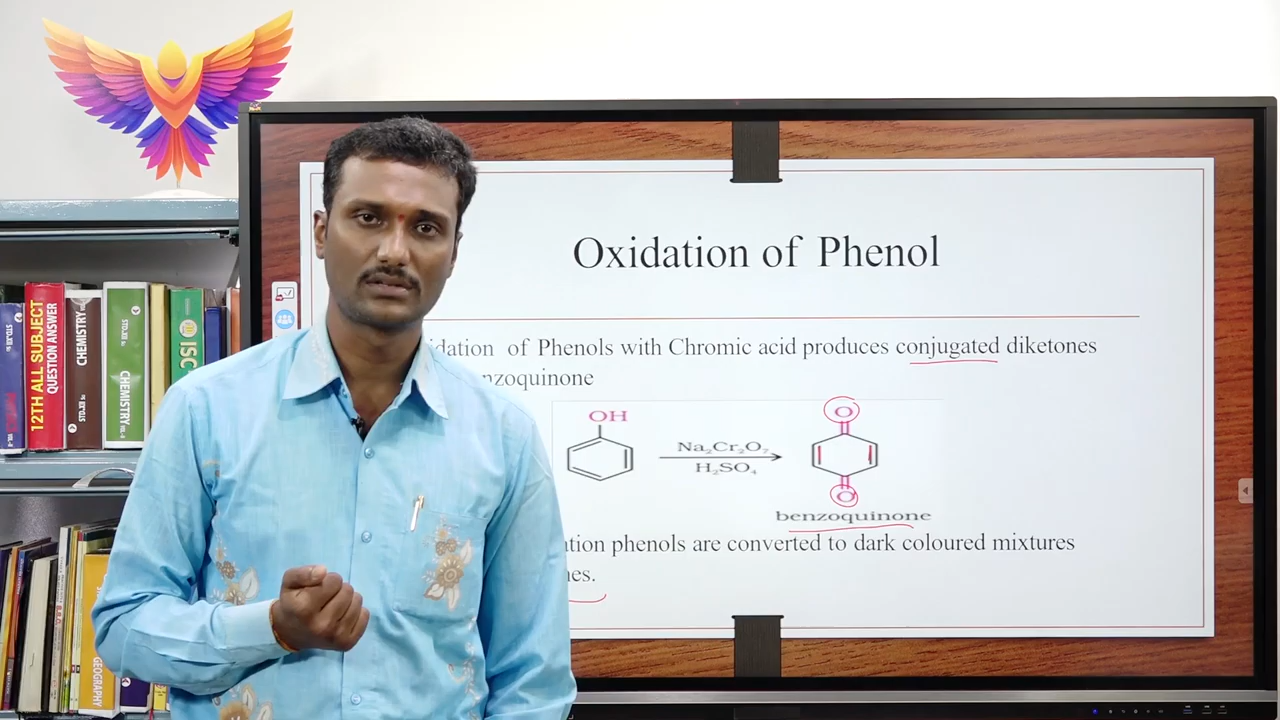 Oxidation of Phenol
idation of Phenols with Chromic acid produces conjugated diketones
nzoquinone
OH
Na₂Cr₂O₇
H₂SO₄
O
O
benzoquinone
ation phenols are converted to dark coloured mixtures
nes.
12TH ALL SUBJECT
QUESTION ANSWER
CHEMISTRY
CHEMISTRY
ISC
GEOGRAPHY